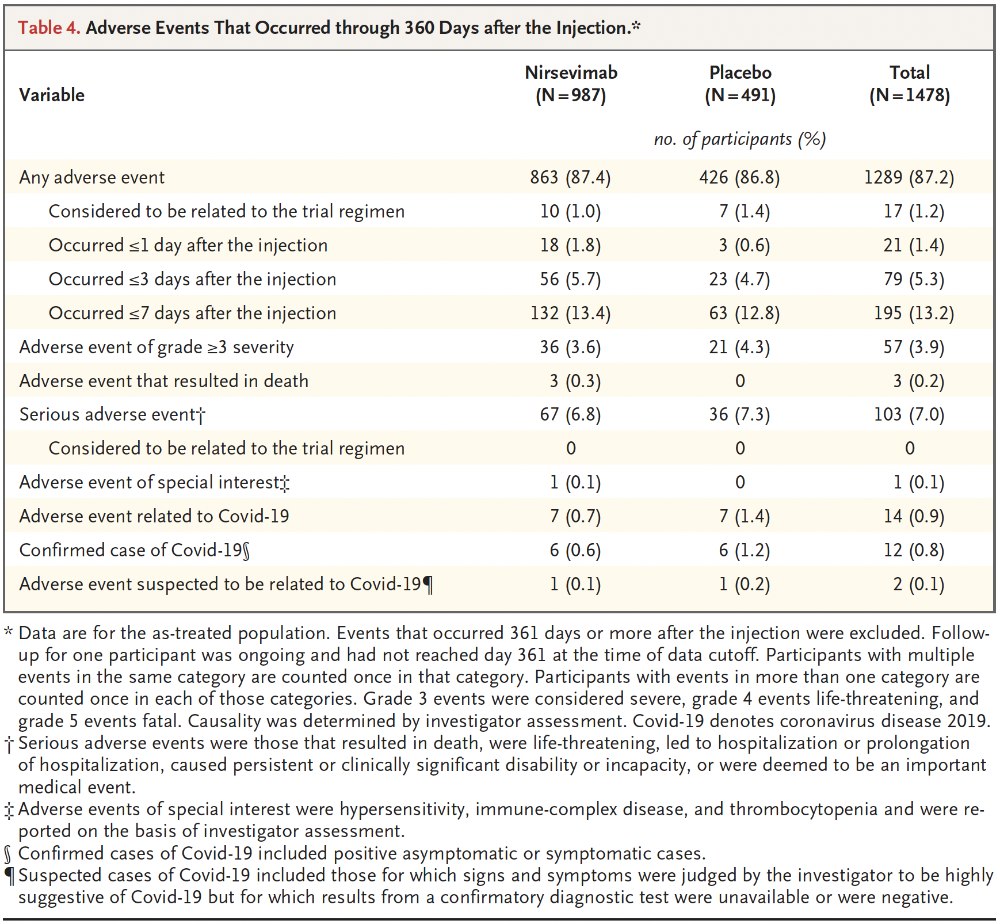 Table 4. Adverse Events That Occurred through 360 Days after the Injection.*
Variable Nirsevimab (N=987) Placebo (N=491) Total (N=1478)
no. of participants (%)
Any adverse event 863 (87.4) 426 (86.8) 1289 (87.2)
Considered to be related to the trial regimen 10 (1.0) 7 (1.4) 17 (1.2)
Occurred ≤1 day after the injection 18 (1.8) 3 (0.6) 21 (1.4)
Occurred ≤3 days after the injection 56 (5.7) 23 (4.7) 79 (5.3)
Occurred ≤7 days after the injection 132 (13.4) 63 (12.8) 195 (13.2)
Adverse event of grade ≥3 severity 36 (3.6) 21 (4.3) 57 (3.9)
Adverse event that resulted in death 3 (0.3) 0 3 (0.2)
Serious adverse event† 67 (6.8) 36 (7.3) 103 (7.0)
Considered to be related to the trial regimen 0 0 0
Adverse event of special interest‡ 1 (0.1) 0 1 (0.1)
Adverse event related to Covid-19 7 (0.7) 7 (1.4) 14 (0.9)
Confirmed case of Covid-19§ 6 (0.6) 6 (1.2) 12 (0.8)
Adverse event suspected to be related to Covid-19¶ 1 (0.1) 1 (0.2) 2 (0.1)
* Data are for the as-treated population. Events that occurred 361 days or more after the injection were excluded. Follow-
up for one participant was ongoing and had not reached day 361 at the time of data cutoff. Participants with multiple
events in the same category are counted once in that category. Participants with events in more than one category are
counted once in each of those categories. Grade 3 events were considered severe, grade 4 events life-threatening, and
grade 5 events fatal. Causality was determined by investigator assessment. Covid-19 denotes coronavirus disease 2019.
† Serious adverse events were those that resulted in death, were life-threatening, led to hospitalization or prolongation
of hospitalization, caused persistent or clinically significant disability or incapacity, or were deemed to be an important
medical event.
‡ Adverse events of special interest were hypersensitivity, immune-complex disease, and thrombocytopenia and were re-
ported on the basis of investigator assessment.
§ Confirmed cases of Covid-19 included positive asymptomatic or symptomatic cases.
¶ Suspected cases of Covid-19 included those for which signs and symptoms were judged by the investigator to be highly
suggestive of Covid-19 but for which results from a confirmatory diagnostic test were unavailable or were negative.